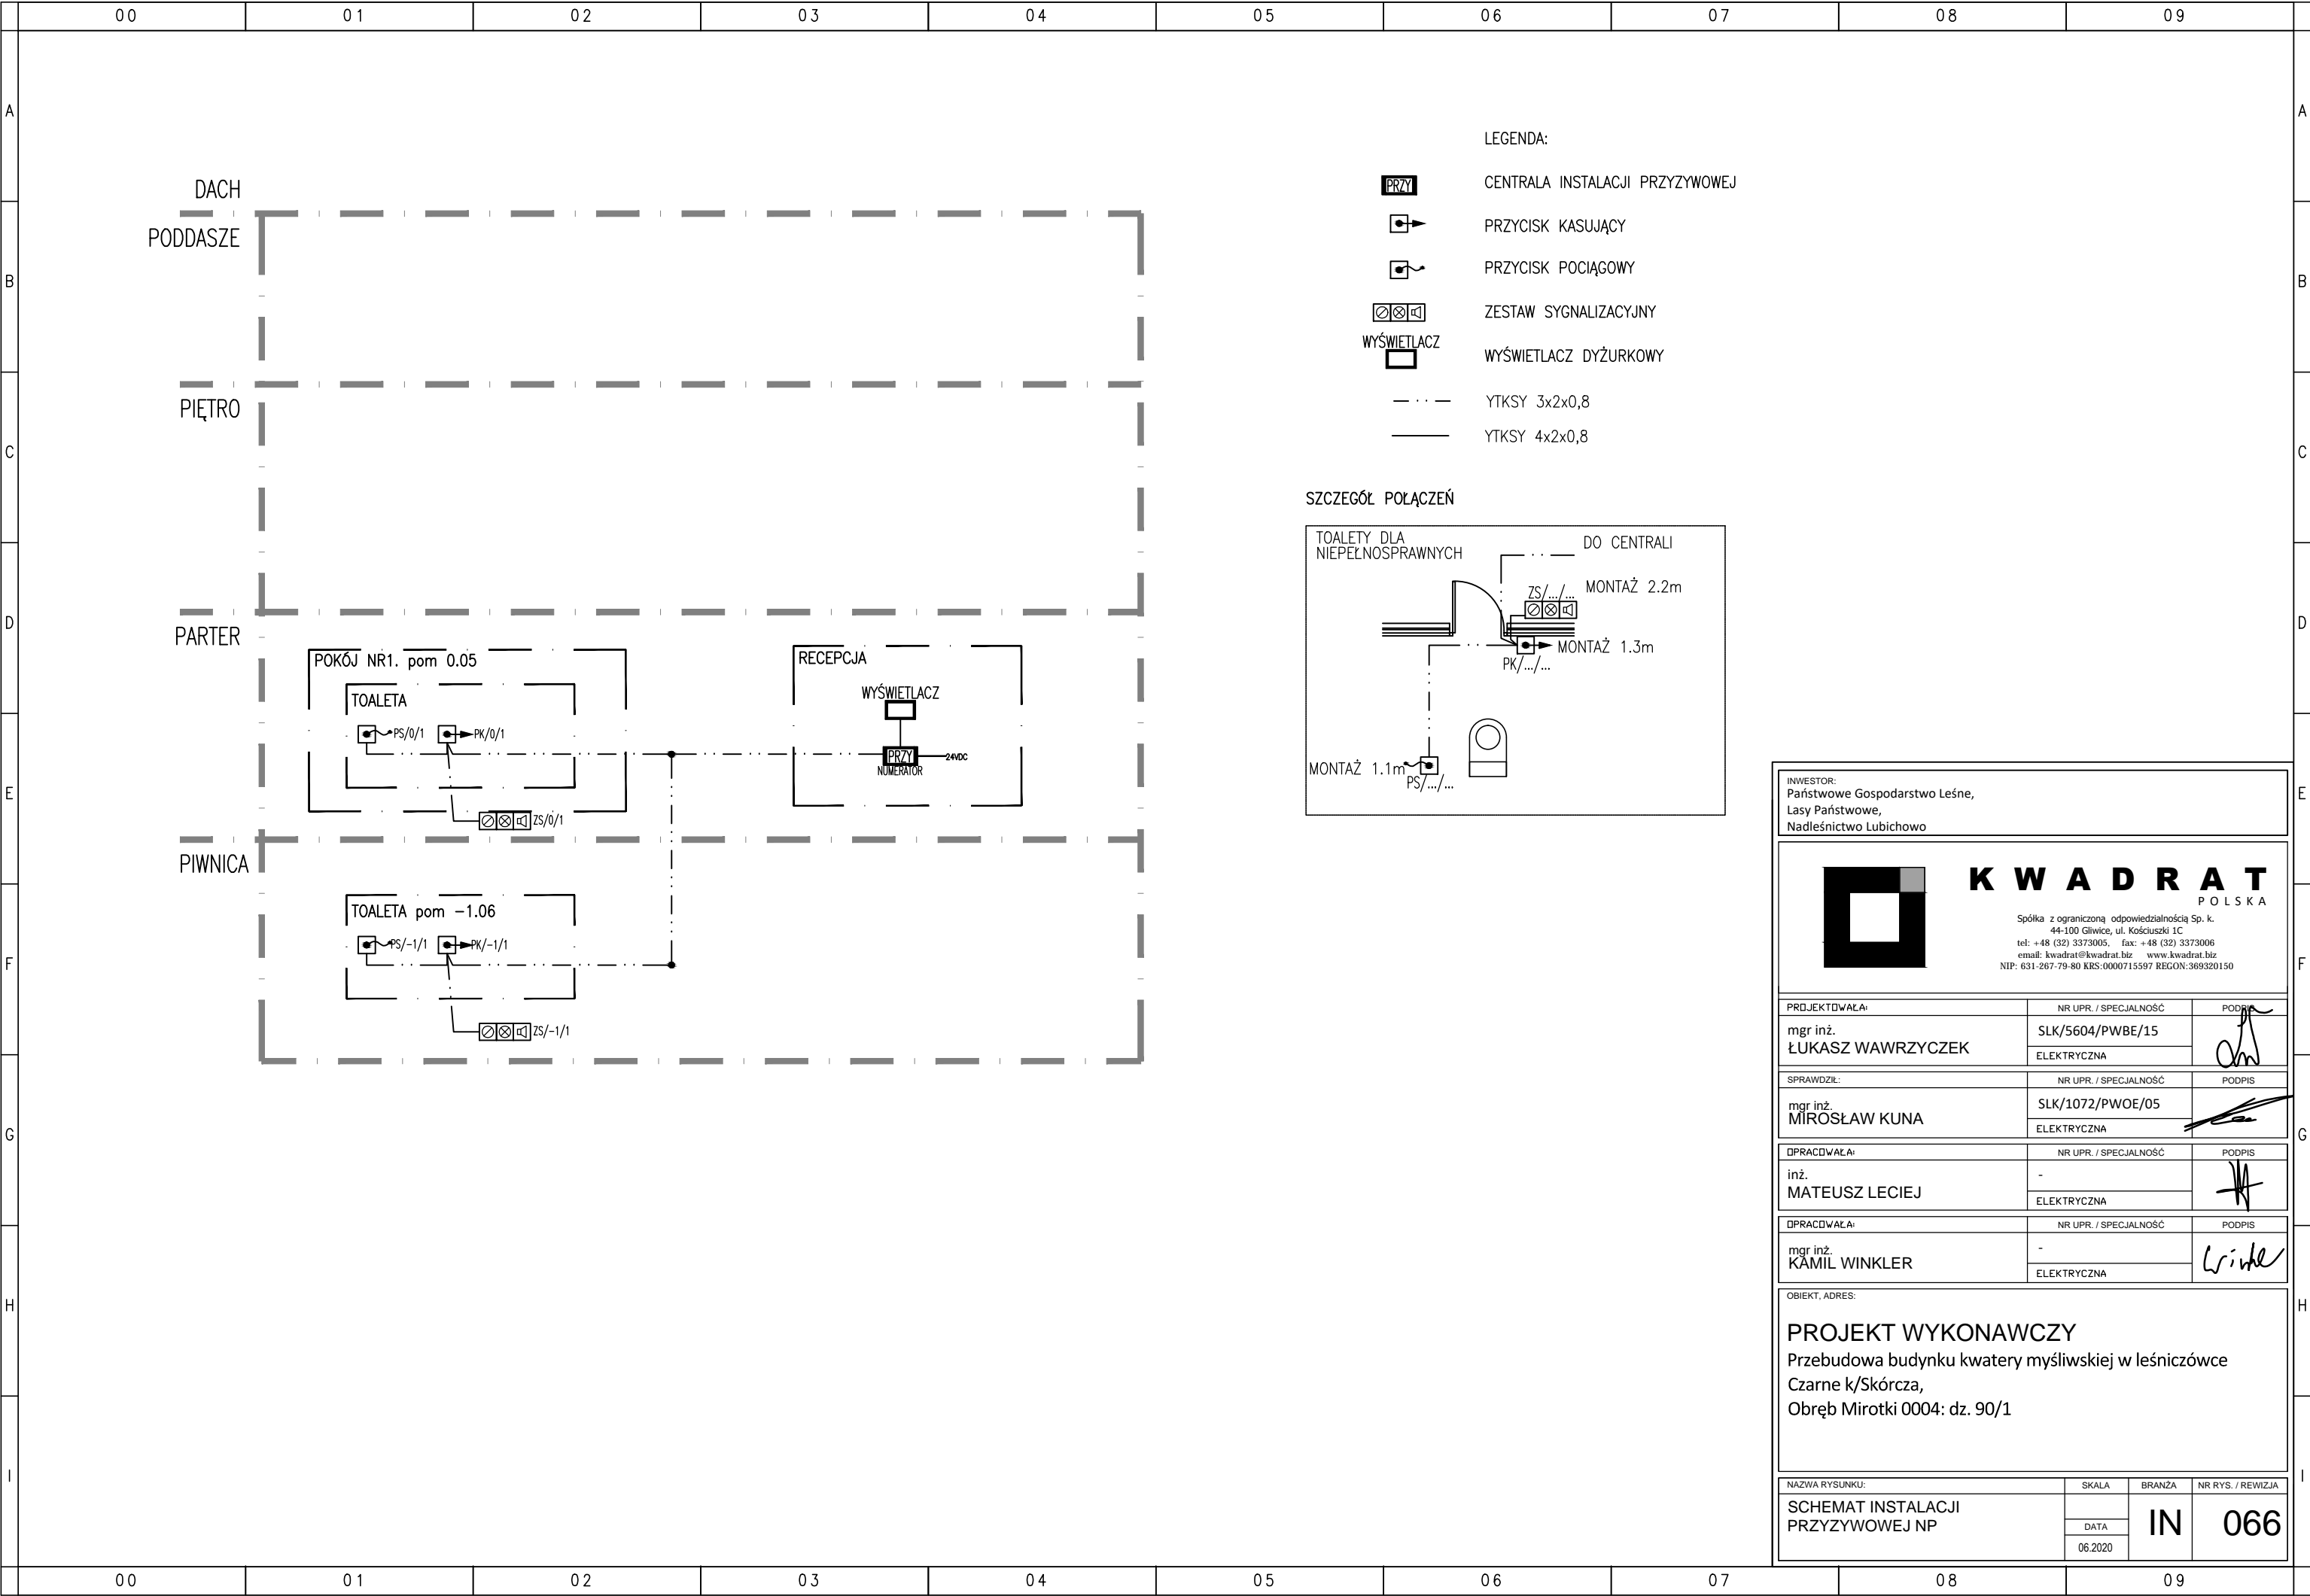 00 01 02 03 04 05 06 07 08 09
A A
B B
C C
D D
E E
F F
G G
H H
I I
DACH
PODDASZE
PIĘTRO
PARTER
POKÓJ NR1. pom 0.05
TOALETA
PS/0/1 PK/0/1
ZS/0/1
RECEPCJA
WYŚWIETLACZ
PRZY 24VDC
NUMERATOR
PIWNICA
TOALETA pom -1.06
PS/-1/1 PK/-1/1
ZS/-1/1
LEGENDA:
PRZY CENTRALA INSTALACJI PRZYZYWOWEJ
PRZYCISK KASUJĄCY
PRZYCISK POCIĄGOWY
ZESTAW SYGNALIZACYJNY
WYŚWIETLACZ
WYŚWIETLACZ DYŻURKOWY
YTKSY 3x2x0,8
YTKSY 4x2x0,8
SZCZEGÓŁ POŁĄCZEŃ
TOALETY DLA
NIEPEŁNOSPRAWNYCH
DO CENTRALI
ZS/.../... MONTAŻ 2.2m
MONTAŻ 1.3m
PK/.../...
MONTAŻ 1.1m
PS/.../...
INWESTOR:
Państwowe Gospodarstwo Leśne,
Lasy Państwowe,
Nadleśnictwo Lubichowo
KWADRAT
POLSKA
Spółka z ograniczoną odpowiedzialnością Sp. k.
44-100 Gliwice, ul. Kościuszki 1C
tel: +48 (32) 3373005, fax: +48 (32) 3373006
email: kwadrat@kwadrat.biz www.kwadrat.biz
NIP: 631-267-79-80 KRS:0000715597 REGON:369320150
PROJEKTOWAŁA: NR UPR. / SPECJALNOŚĆ PODPIS
mgr inż. SLK/5604/PWBE/15
ŁUKASZ WAWRZYCZEK ELEKTRYCZNA
SPRAWDZIŁ: NR UPR. / SPECJALNOŚĆ PODPIS
mgr inż. SLK/1072/PWOE/05
MIROSŁAW KUNA ELEKTRYCZNA
OPRACOWAŁA: NR UPR. / SPECJALNOŚĆ PODPIS
inż. -
MATEUSZ LECIEJ ELEKTRYCZNA
OPRACOWAŁA: NR UPR. / SPECJALNOŚĆ PODPIS
mgr inż. -
KAMIL WINKLER ELEKTRYCZNA
OBIEKT, ADRES:
PROJEKT WYKONAWCZY
Przebudowa budynku kwatery myśliwskiej w leśniczówce
Czarne k/Skórcza,
Obręb Mirotki 0004: dz. 90/1
NAZWA RYSUNKU: SKALA BRANŻA NR RYS. / REWIZJA
SCHEMAT INSTALACJI
PRZYZYWOWEJ NP
DATA
06.2020
IN 066
00 01 02 03 04 05 06 07 08 09